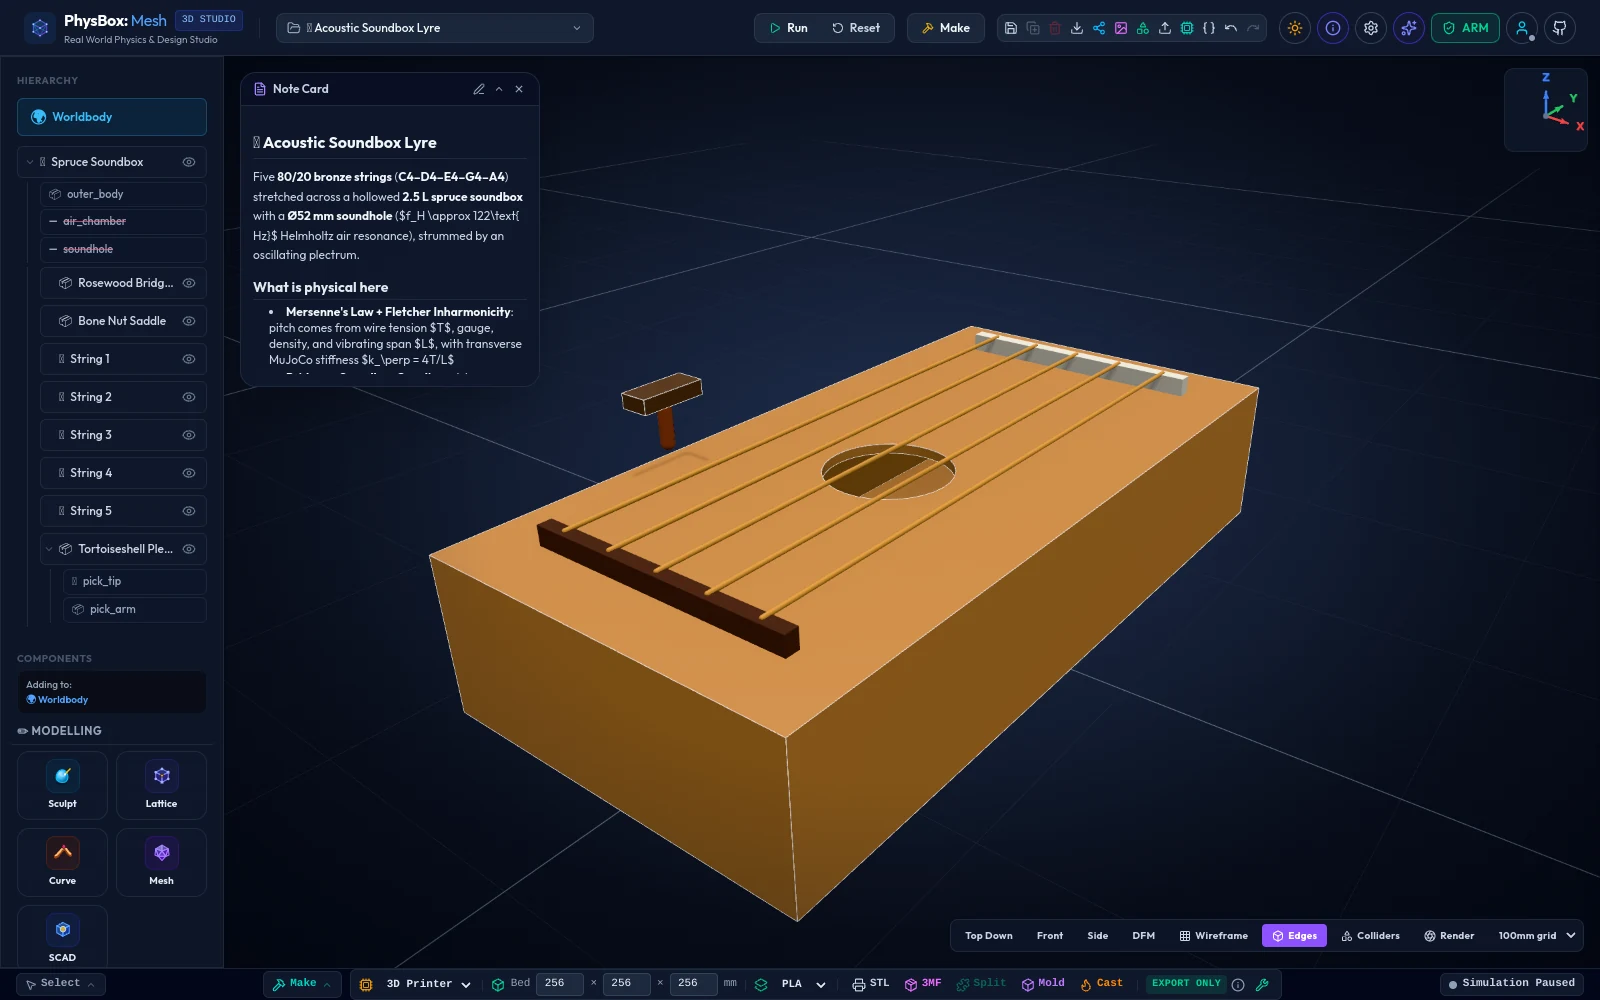 PhysBox: Mesh
3D STUDIO
Real World Physics & Design Studio
Acoustic Soundbox Lyre
Run
Reset
Make
ARM
HIERARCHY
Worldbody
Spruce Soundbox
outer_body
air_chamber
soundhole
Rosewood Bridg...
Bone Nut Saddle
String 1
String 2
String 3
String 4
String 5
Tortoiseshell Ple...
pick_tip
pick_arm
COMPONENTS
Adding to:
Worldbody
MODELLING
Sculpt
Lattice
Curve
Mesh
SCAD
Note Card
Acoustic Soundbox Lyre
Five 80/20 bronze strings (C4–D4–E4–G4–A4)
stretched across a hollowed 2.5 L spruce soundbox
with a Ø52 mm soundhole ($f_H \approx 122\text{
Hz}$ Helmholtz air resonance), strummed by an
oscillating plectrum.
What is physical here
• Mersenne's Law + Fletcher Inharmonicity:
pitch comes from wire tension $T$, gauge,
density, and vibrating span $L$, with transverse
MuJoCo stiffness $k_\perp = 4T/L$
Z
Y
X
Top Down
Front
Side
DFM
Wireframe
Edges
Colliders
Render
100mm grid
Select
Make
3D Printer
Bed
256
×
256
×
256
mm
PLA
STL
3MF
Split
Mold
Cast
EXPORT ONLY
Simulation Paused